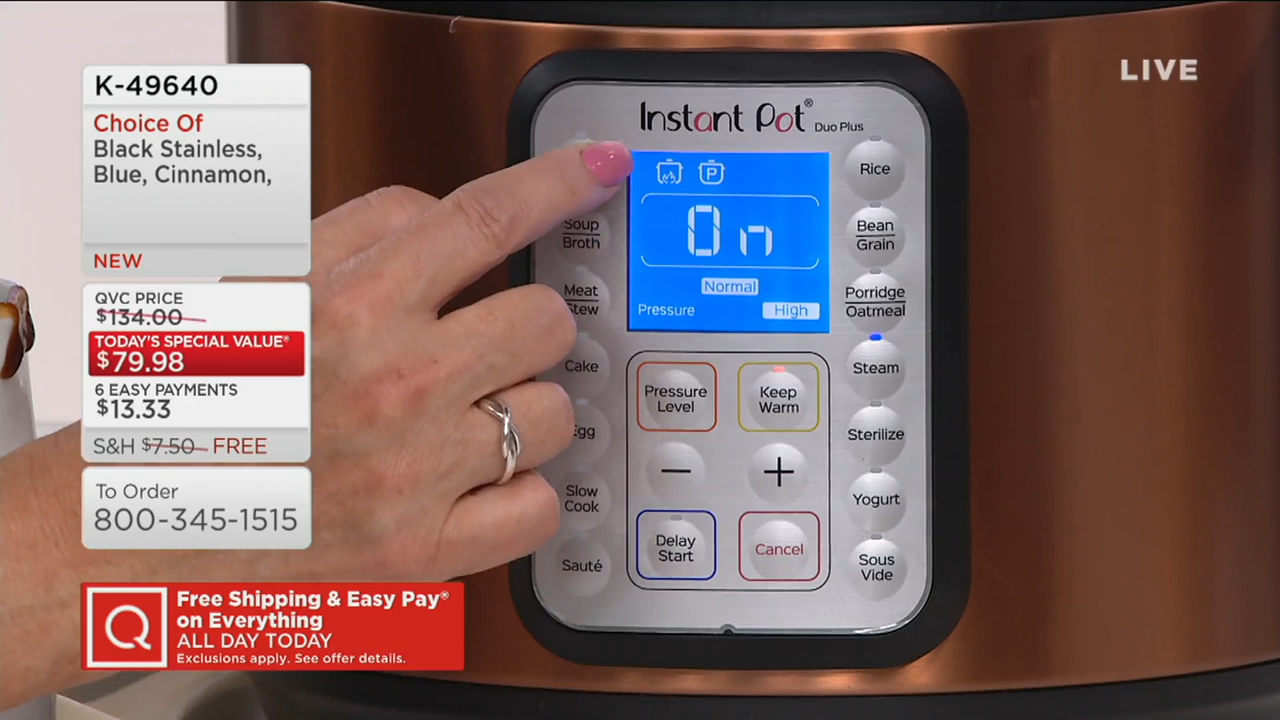 K-49640
Choice Of
Black Stainless,
Blue, Cinnamon,
NEW
QVC PRICE
$134.00
TODAY'S SPECIAL VALUE®
$79.98
6 EASY PAYMENTS
$13.33
S&H $7.50 FREE
To Order
800-345-1515
Q
Free Shipping & Easy Pay®
on Everything
ALL DAY TODAY
Exclusions apply. See offer details.
LIVE
Instant Pot® Duo Plus
P
On
Normal
Pressure High
Soup
Broth
Meat
Stew
Cake
Egg
Slow
Cook
Sauté
Pressure
Level
Keep
Warm
−
+
Delay
Start
Cancel
Rice
Bean
Grain
Porridge
Oatmeal
Steam
Sterilize
Yogurt
Sous
Vide